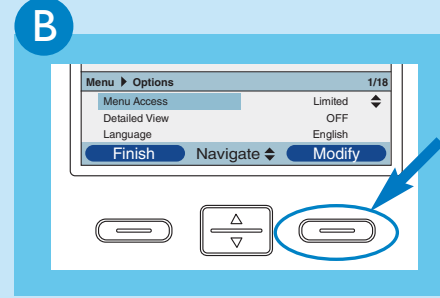 B
Menu ▶ Options 1/18
Menu Access Limited
Detailed View OFF
Language English
Finish Navigate Modify